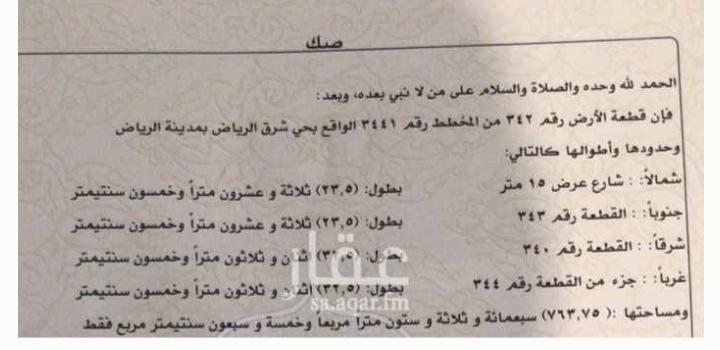 صك
الحمد لله وحده والصلاة والسلام على من لا نبي بعده، وبعد:
فإن قطعة الأرض رقم ٣٤٢ من المخطط رقم ٣٤٤١ الواقع بحي شرق الرياض بمدينة الرياض
وحدودها وأطوالها كالتالي:
شمالاً: : شارع عرض ١٥ متر بطول: (٢٣,٥) ثلاثة و عشرون متراً وخمسون سنتيمتر
جنوباً: : القطعة رقم ٣٤٣ بطول: (٢٣,٥) ثلاثة و عشرون متراً وخمسون سنتيمتر
شرقاً: : القطعة رقم ٣٤٠ بطول: (٣٢,٥) اثنان و ثلاثون متراً وخمسون سنتيمتر
غرباً: : جزء من القطعة رقم ٣٤٤ بطول: (٣٢,٥) اثنان و ثلاثون متراً وخمسون سنتيمتر
ومساحتها :( ٧٦٣,٧٥) سبعمائة و ثلاثة و ستون متراً مربعاً وخمسة و سبعون سنتيمتر مربع فقط
عقار
sa.aqar.fm